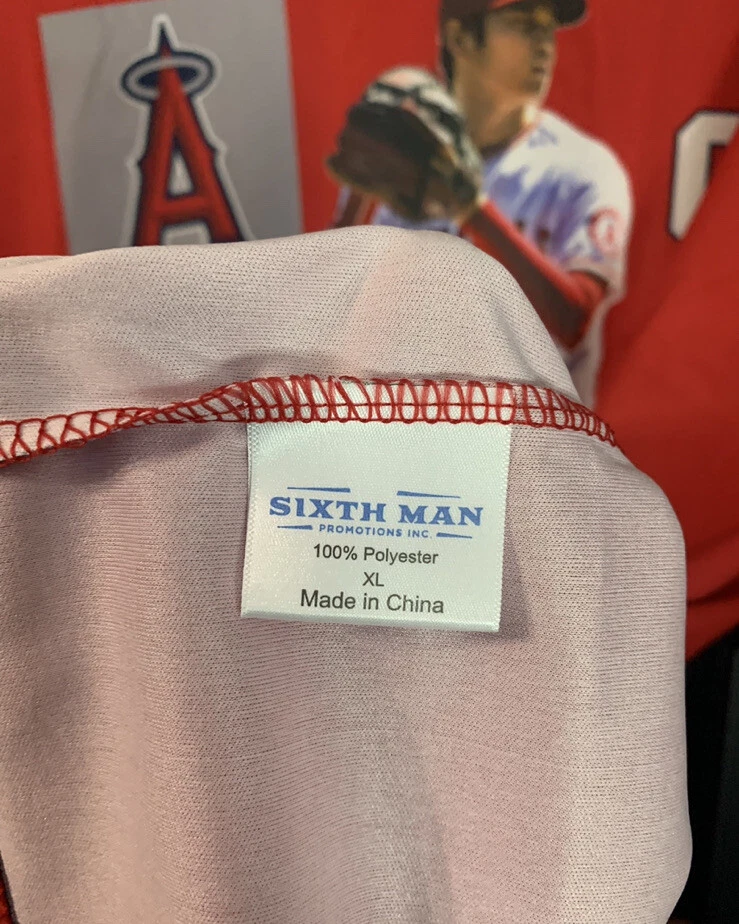 A
SIXTH MAN
PROMOTIONS INC.
100% Polyester
XL
Made in China